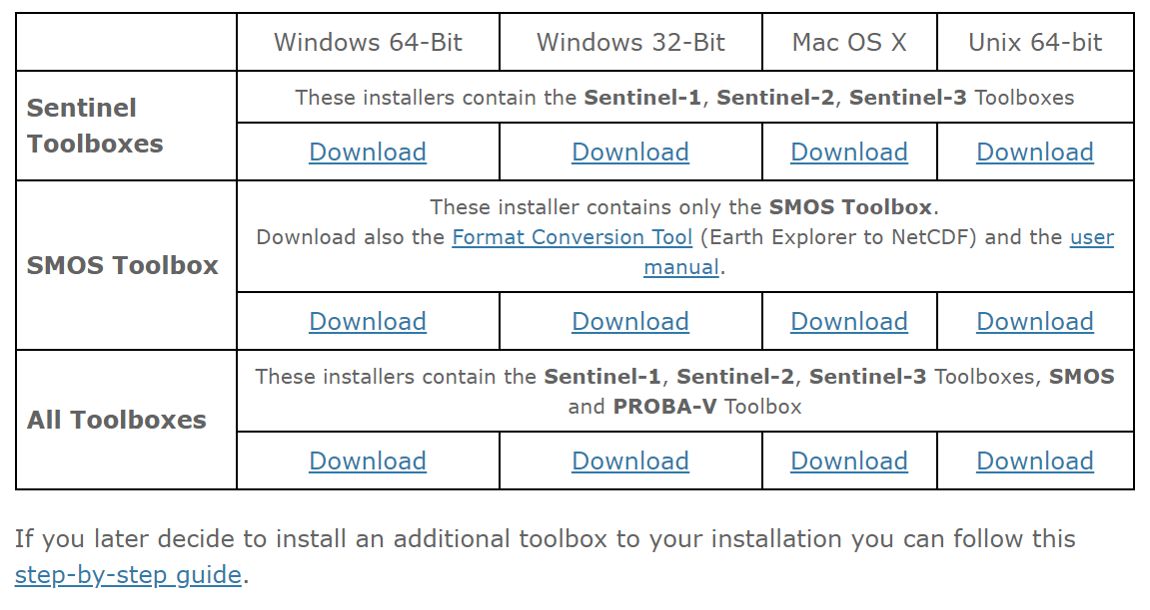 Windows 64-Bit Windows 32-Bit Mac OS X Unix 64-bit
Sentinel
Toolboxes
These installers contain the Sentinel-1, Sentinel-2, Sentinel-3 Toolboxes
Download Download Download Download
SMOS Toolbox
These installer contains only the SMOS Toolbox.
Download also the Format Conversion Tool (Earth Explorer to NetCDF) and the user
manual.
Download Download Download Download
All Toolboxes
These installers contain the Sentinel-1, Sentinel-2, Sentinel-3 Toolboxes, SMOS
and PROBA-V Toolbox
Download Download Download Download
If you later decide to install an additional toolbox to your installation you can follow this
step-by-step guide.